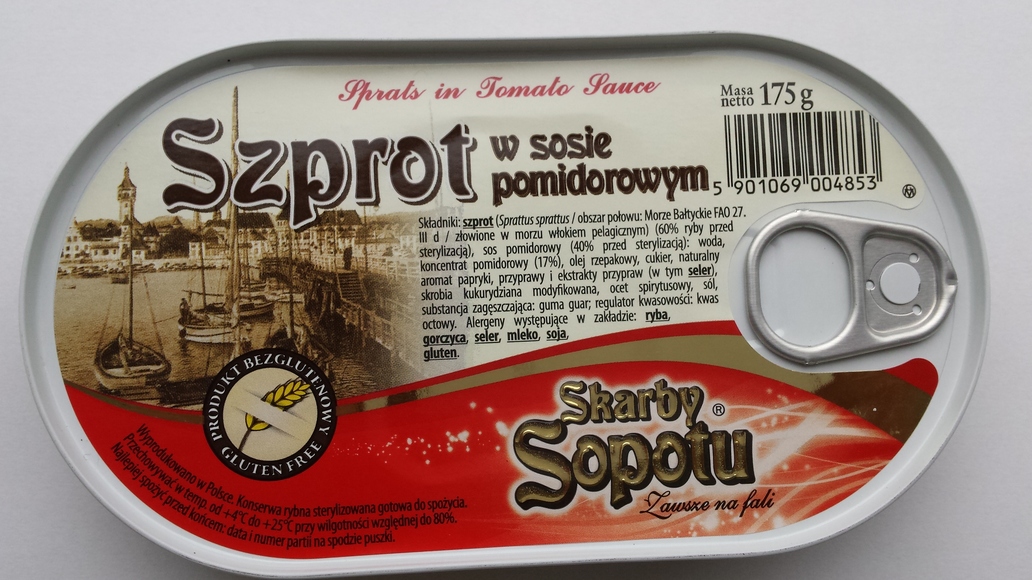 Sprats in Tomato Sauce
Masa
netto 175 g
Szprot w sosie
pomidorowym
5 901069 004853
Składniki: szprot (Sprattus sprattus / obszar połowu: Morze Bałtyckie FAO 27.
III d / złowione w morzu włokiem pelagicznym) (60% ryby przed
sterylizacją), sos pomidorowy (40% przed sterylizacją): woda,
koncentrat pomidorowy (17%), olej rzepakowy, cukier, naturalny
aromat papryki, przyprawy i ekstrakty przypraw (w tym seler),
skrobia kukurydziana modyfikowana, ocet spirytusowy, sól,
substancja zagęszczająca: guma guar; regulator kwasowości: kwas
octowy. Alergeny występujące w zakładzie: ryba,
gorczyca, seler, mleko, soja,
gluten.
PRODUKT BEZGLUTENOWY
GLUTEN FREE
Skarby ®
Sopotu
Zawsze na fali
Wyprodukowano w Polsce. Konserwa rybna sterylizowana gotowa do spożycia.
Przechowywać w temp. od +4°C do +25°C przy wilgotności względnej do 80%.
Najlepiej spożyć przed końcem: data i numer partii na spodzie puszki.